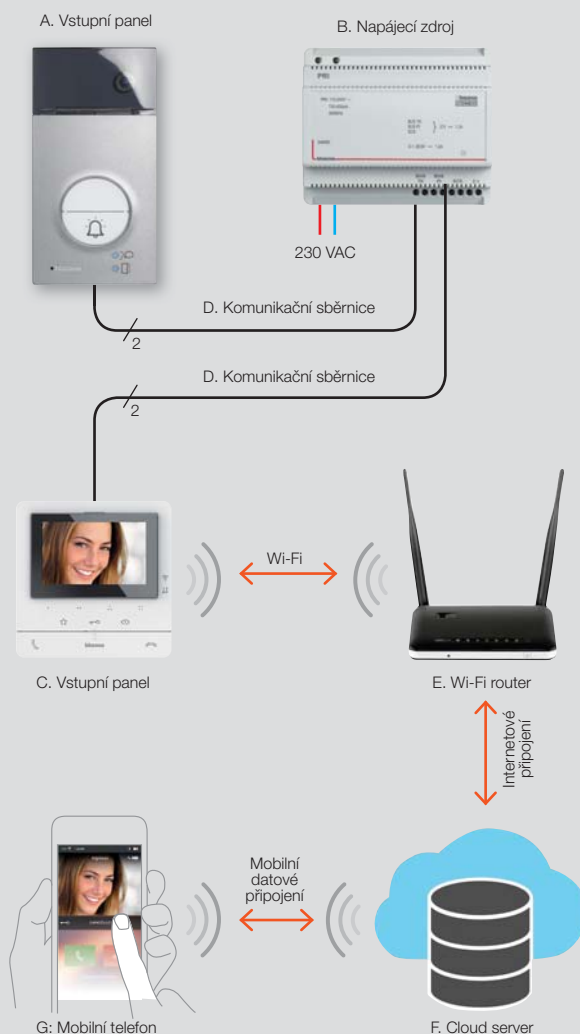 A. Vstupní panel
B. Napájecí zdroj
230 VAC
D. Komunikační sběrnice
2
D. Komunikační sběrnice
2
Wi-Fi
C. Vstupní panel
E. Wi-Fi router
Internetové
připojení
Mobilní
datové
připojení
G: Mobilní telefon
F. Cloud server